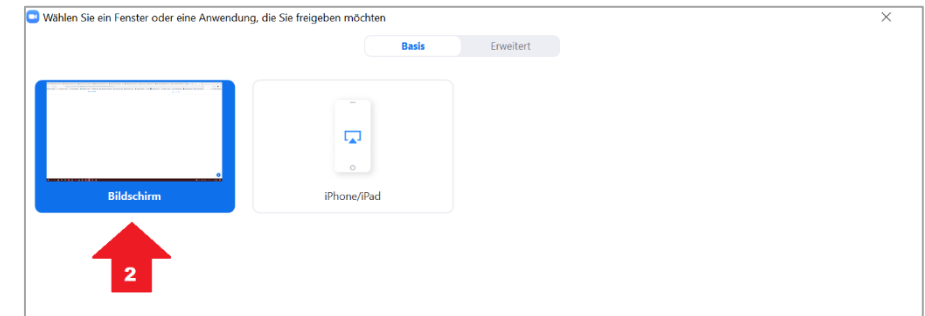 Wählen Sie ein Fenster oder eine Anwendung, die Sie freigeben möchten
Basis Erweitert
Bildschirm iPhone/iPad
2